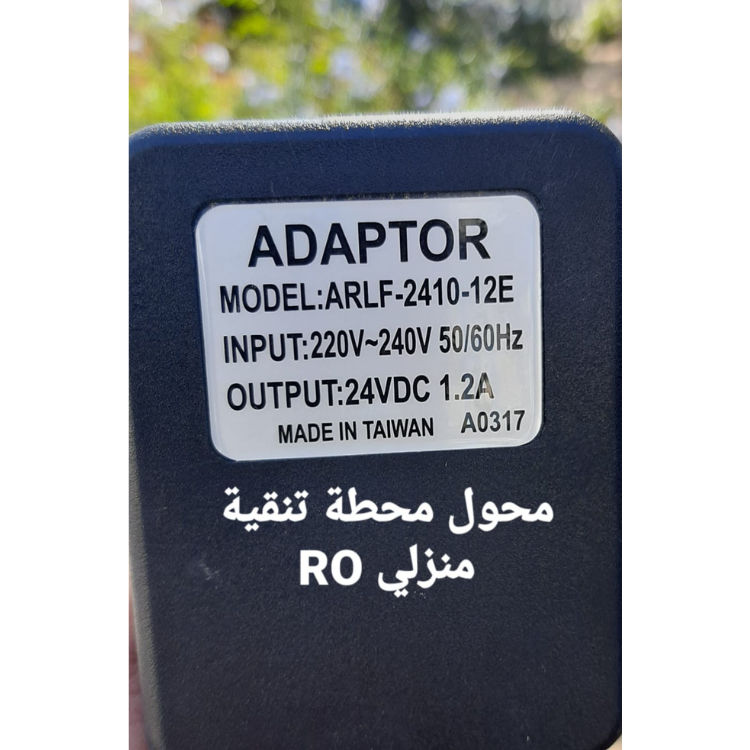 ADAPTOR
MODEL:ARLF-2410-12E
INPUT:220V~240V 50/60Hz
OUTPUT:24VDC 1.2A
MADE IN TAIWAN A0317
محول محطة تنقية
منزلي RO